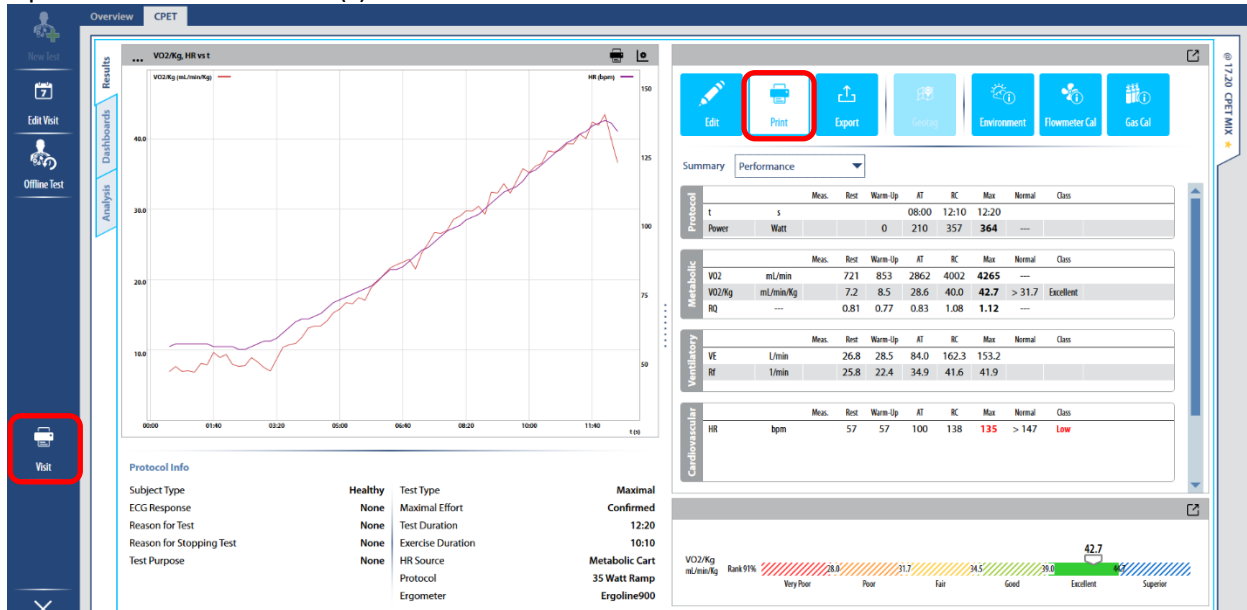 Overview CPET
New Test
7
Edit Visit
Offline Test
Visit
Results
Dashboards
Analysis
... VO2/Kg, HR vs t
VO2/Kg (mL/min/Kg) HR (bpm)
150
40.0
125
30.0
100
20.0
75
10.0
50
00:00 01:40 03:20 05:00 06:40 08:20 10:00 11:40
t (s)
Protocol Info
Subject Type Healthy
ECG Response None
Reason for Test None
Reason for Stopping Test None
Test Purpose None
Test Type Maximal
Maximal Effort Confirmed
Test Duration 12:20
Exercise Duration 10:10
HR Source Metabolic Cart
Protocol 35 Watt Ramp
Ergometer Ergoline900
Edit Print Export Geotag Environment Flowmeter Cal Gas Cal
Summary Performance
Protocol
Meas. Rest Warm-Up AT RC Max Normal Class
t s 08:00 12:10 12:20
Power Watt 0 210 357 364 ---
Metabolic
Meas. Rest Warm-Up AT RC Max Normal Class
VO2 mL/min 721 853 2862 4002 4265 ---
VO2/Kg mL/min/Kg 7.2 8.5 28.6 40.0 42.7 > 31.7 Excellent
RQ --- 0.81 0.77 0.83 1.08 1.12 ---
Ventilatory
Meas. Rest Warm-Up AT RC Max Normal Class
VE L/min 26.8 28.5 84.0 162.3 153.2
Rf 1/min 25.8 22.4 34.9 41.6 41.9
Cardiovascular
Meas. Rest Warm-Up AT RC Max Normal Class
HR bpm 57 57 100 138 135 > 147 Low
42.7
VO2/Kg
mL/min/Kg Rank 91% 28.0 31.7 34.5 39.0 44.7
Very Poor Poor Fair Good Excellent Superior
@ 17.20 CPET MIX